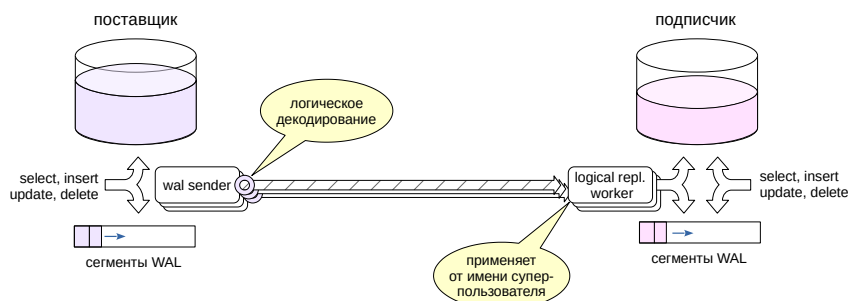 поставщик
подписчик
логическое
декодирование
select, insert
update, delete
wal sender
logical repl.
worker
select, insert
update, delete
сегменты WAL
применяет
от имени супер-
пользователя
сегменты WAL